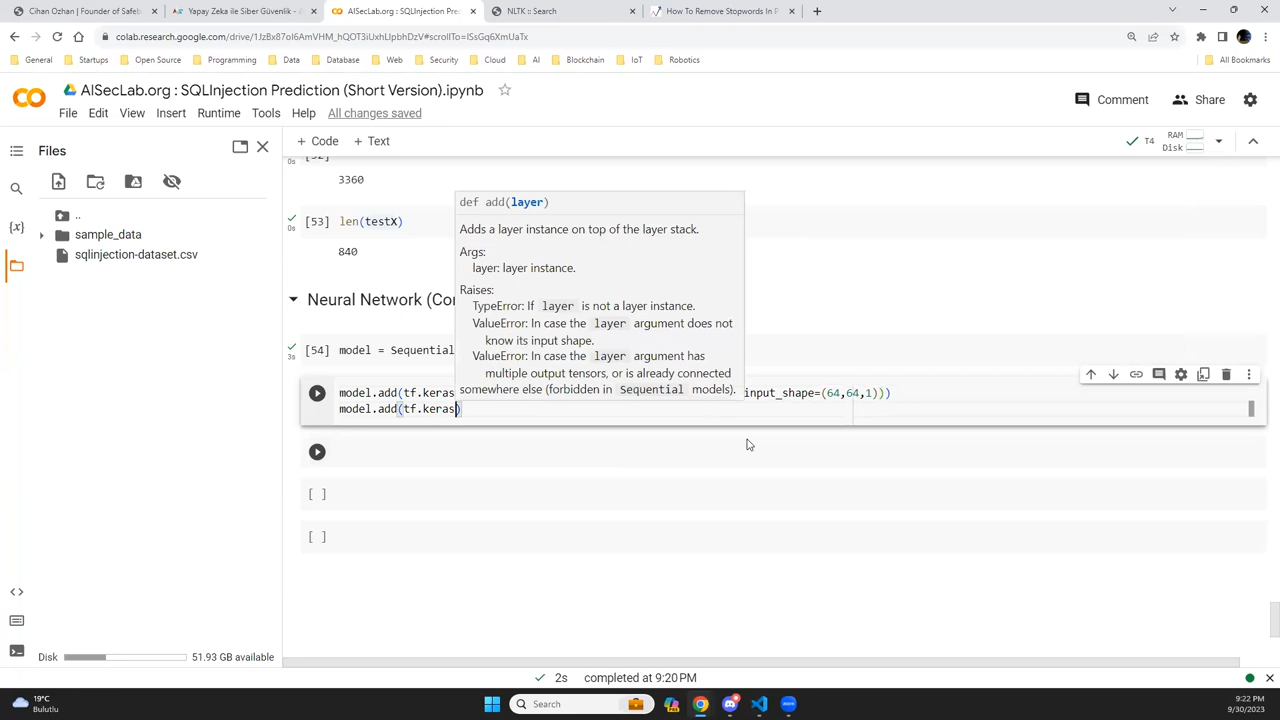 Cihan Ozhan | Founder of Safeb
Yapay Zeka ile Siber Güvenlik -
AISecLab.org : SQLInjection Prec
NLTK :: Search
How To Remove Stopwords In P
colab.research.google.com/drive/1JzBx87oI6AmVHM_hQOT3iUxhLIpbhDzV#scrollTo=ISsGq6XmUaTx
General
Startups
Open Source
Programming
Data
Database
Web
Security
Cloud
AI
Blockchain
IoT
Robotics
All Bookmarks
AISecLab.org : SQLInjection Prediction (Short Version).ipynb
File Edit View Insert Runtime Tools Help All changes saved
Comment
Share
Files
+ Code + Text
T4
RAM
Disk
..
sample_data
sqlinjection-dataset.csv
0s
3360
[53] len(testX)
0s
840
Neural Network (Co
[54] model = Sequential
3s
def add(layer)
Adds a layer instance on top of the layer stack.
Args:
layer: layer instance.
Raises:
TypeError: If layer is not a layer instance.
ValueError: In case the layer argument does not
know its input shape.
ValueError: In case the layer argument has
multiple output tensors, or is already connected
somewhere else (forbidden in Sequential models).
model.add(tf.keras input_shape=(64,64,1)))
model.add(tf.keras)
[ ]
[ ]
Disk
51.93 GB available
2s completed at 9:20 PM
19°C
Bulutlu
Search
9:22 PM
9/30/2023